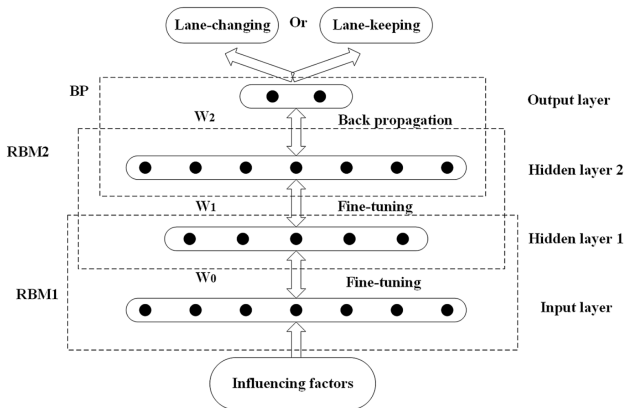 Lane-changing
Or
Lane-keeping
BP
Output layer
W2
Back propagation
RBM2
Hidden layer 2
W1
Fine-tuning
Hidden layer 1
W0
Fine-tuning
RBM1
Input layer
Influencing factors